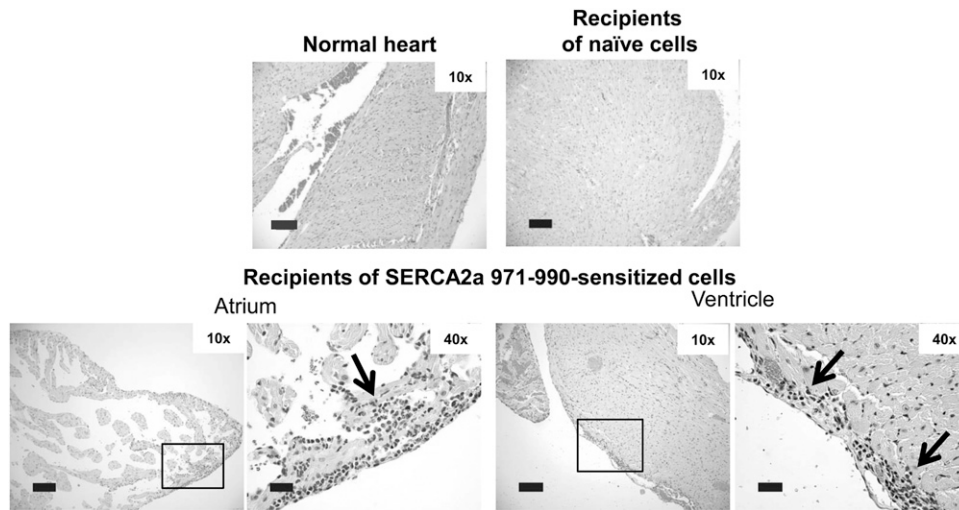 Normal heart
Recipients
of naïve cells
10x
10x
Recipients of SERCA2a 971-990-sensitized cells
Atrium
Ventricle
10x
40x
10x
40x